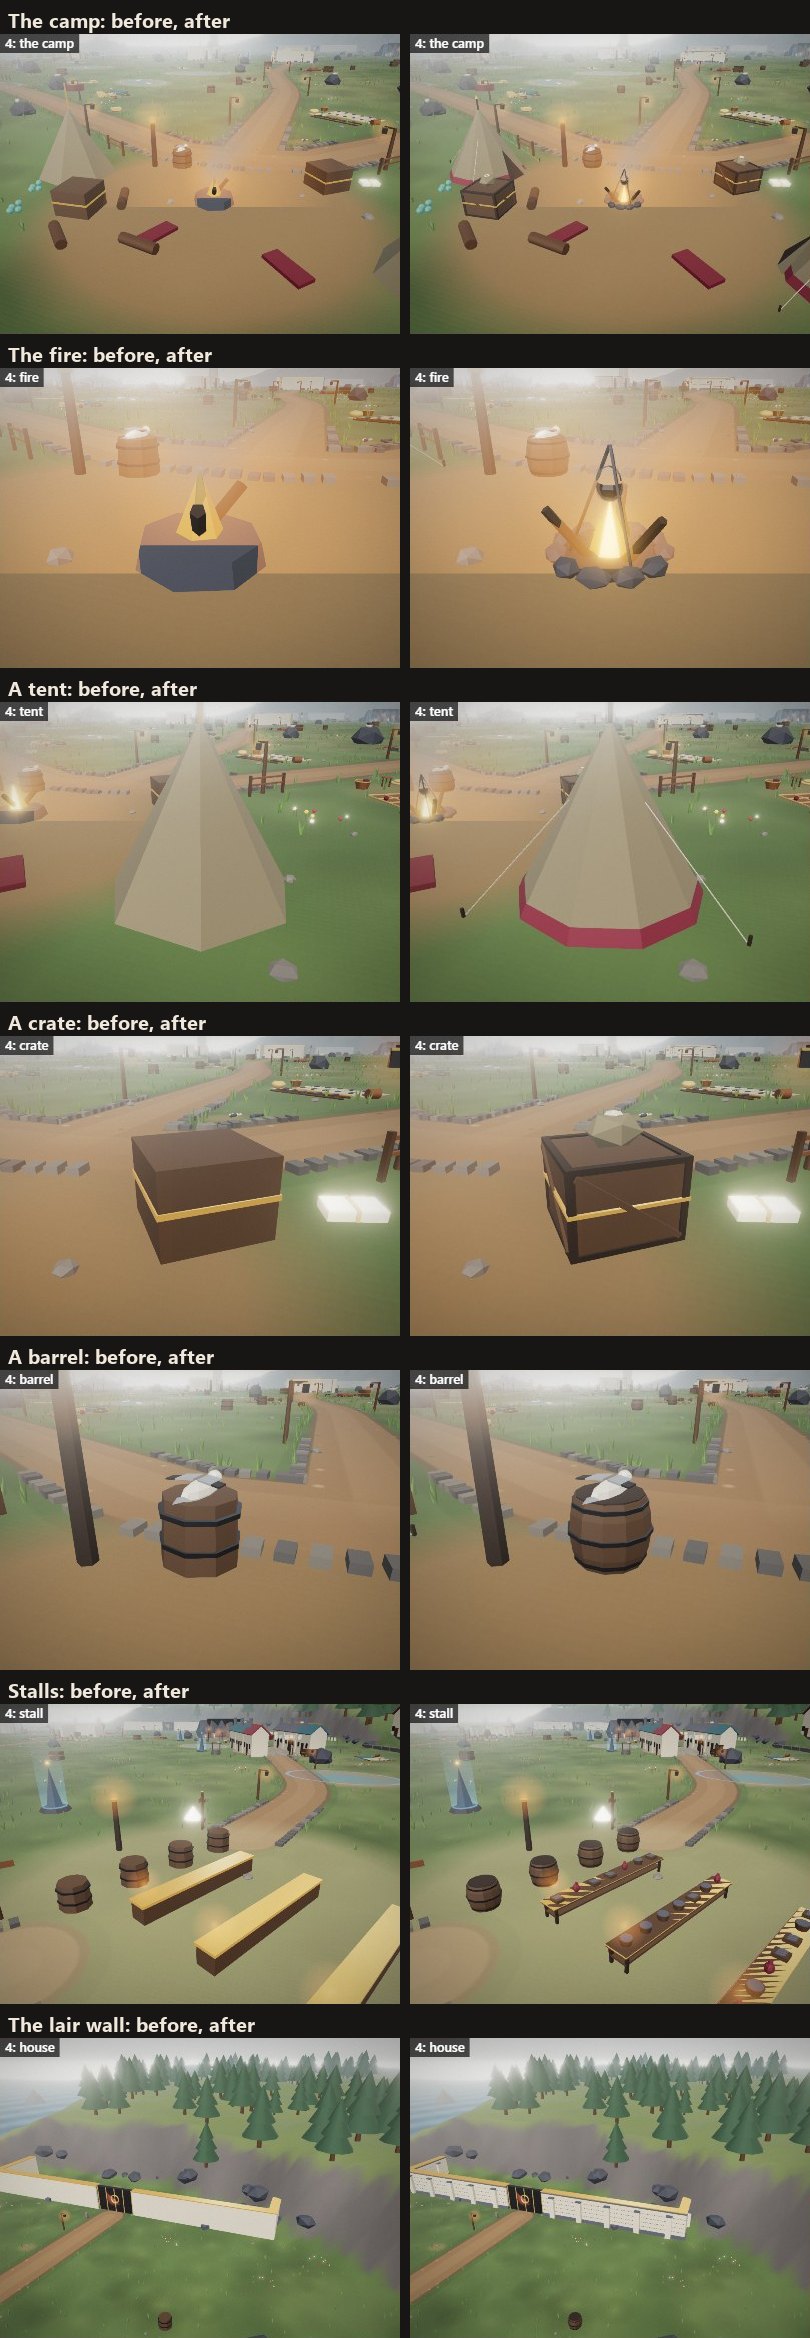 The camp: before, after
4: the camp
4: the camp
The fire: before, after
4: fire
4: fire
A tent: before, after
4: tent
4: tent
A crate: before, after
4: crate
4: crate
A barrel: before, after
4: barrel
4: barrel
Stalls: before, after
4: stall
4: stall
The lair wall: before, after
4: house
4: house